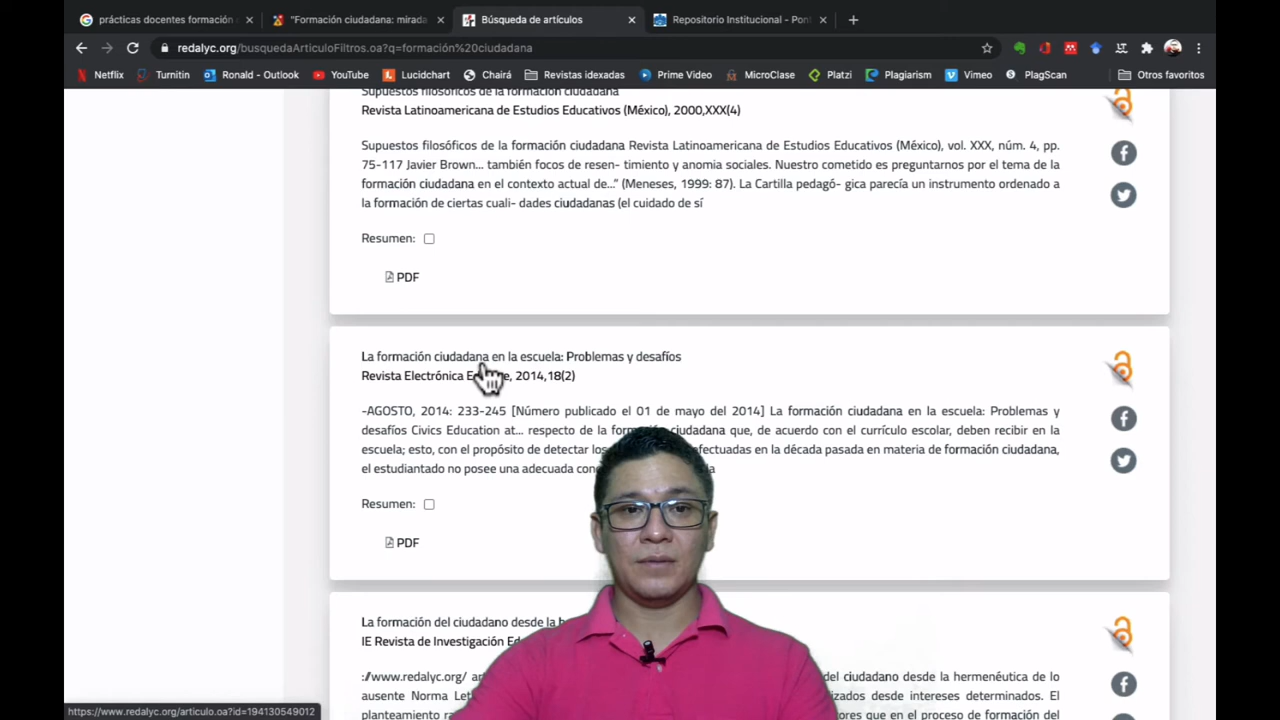 prácticas docentes formación
"Formación ciudadana: mirada
Búsqueda de artículos
Repositorio Institucional - Pont
redalyc.org/busquedaArticuloFiltros.oa?q=formación%20ciudadana
Netflix
Turnitin
Ronald - Outlook
YouTube
Lucidchart
Chairá
Revistas idexadas
Prime Video
MicroClase
Platzi
Plagiarism
Vimeo
PlagScan
Otros favoritos
Supuestos filosóficos de la formación ciudadana
Revista Latinoamericana de Estudios Educativos (México), 2000,XXX(4)
Supuestos filosóficos de la formación ciudadana Revista Latinoamericana de Estudios Educativos (México), vol. XXX, núm. 4, pp.
75-117 Javier Brown... también focos de resen- timiento y anomia sociales. Nuestro cometido es preguntarnos por el tema de la
formación ciudadana en el contexto actual de..." (Meneses, 1999: 87). La Cartilla pedagó- gica parecía un instrumento ordenado a
la formación de ciertas cuali- dades ciudadanas (el cuidado de sí
Resumen:
PDF
La formación ciudadana en la escuela: Problemas y desafíos
Revista Electrónica 2014,18(2)
-AGOSTO, 2014: 233-245 [Número publicado el 01 de mayo del 2014] La formación ciudadana en la escuela: Problemas y
desafíos Civics Education at... respecto de la ciudadana que, de acuerdo con el currículo escolar, deben recibir en la
escuela; esto, con el propósito de detectar efectuadas en la década pasada en materia de formación ciudadana,
el estudiantado no posee una adecuada
Resumen:
PDF
La formación del ciudadano desde la
IE Revista de Investigación
://www.redalyc.org/ del ciudadano desde la hermenéutica de lo
ausente Norma desde intereses determinados. El
planteamiento que en el proceso de formación del
https://www.redalyc.org/articulo.oa?id=194130549012